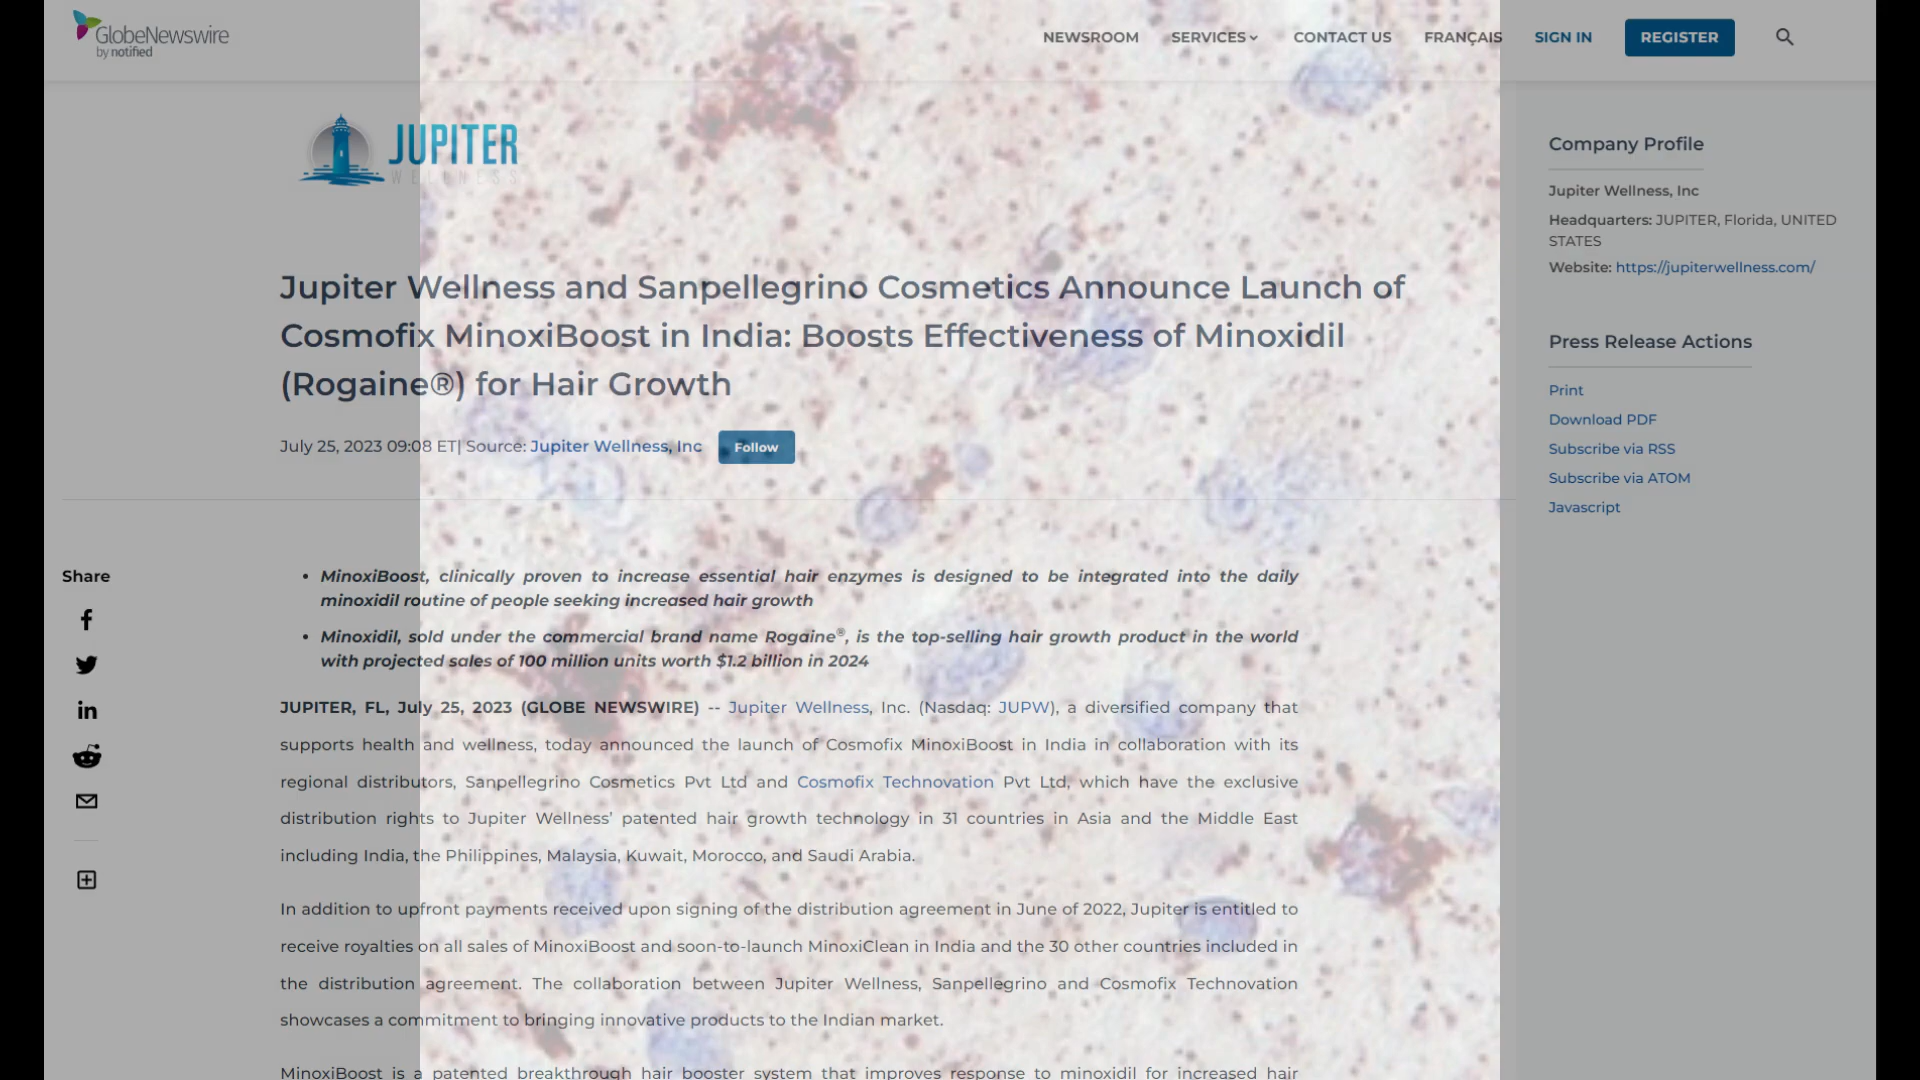 GlobeNewswire
by notified
NEWSROOM SERVICES CONTACT US FRANÇAIS SIGN IN REGISTER
JUPITER
WELLNESS
Jupiter Wellness and Sanpellegrino Cosmetics Announce Launch of
Cosmofix MinoxiBoost in India: Boosts Effectiveness of Minoxidil
(Rogaine®) for Hair Growth
July 25, 2023 09:08 ET| Source: Jupiter Wellness, Inc Follow
Share
• MinoxiBoost, clinically proven to increase essential hair enzymes is designed to be integrated into the daily
minoxidil routine of people seeking increased hair growth
• Minoxidil, sold under the commercial brand name Rogaine®, is the top-selling hair growth product in the world
with projected sales of 100 million units worth $1.2 billion in 2024
JUPITER, FL, July 25, 2023 (GLOBE NEWSWIRE) -- Jupiter Wellness, Inc. (Nasdaq: JUPW), a diversified company that
supports health and wellness, today announced the launch of Cosmofix MinoxiBoost in India in collaboration with its
regional distributors, Sanpellegrino Cosmetics Pvt Ltd and Cosmofix Technovation Pvt Ltd, which have the exclusive
distribution rights to Jupiter Wellness’ patented hair growth technology in 31 countries in Asia and the Middle East
including India, the Philippines, Malaysia, Kuwait, Morocco, and Saudi Arabia.
In addition to upfront payments received upon signing of the distribution agreement in June of 2022, Jupiter is entitled to
receive royalties on all sales of MinoxiBoost and soon-to-launch MinoxiClean in India and the 30 other countries included in
the distribution agreement. The collaboration between Jupiter Wellness, Sanpellegrino and Cosmofix Technovation
showcases a commitment to bringing innovative products to the Indian market.
MinoxiBoost is a patented breakthrough hair booster system that improves response to minoxidil for increased hair
Company Profile
Jupiter Wellness, Inc
Headquarters: JUPITER, Florida, UNITED
STATES
Website: https://jupiterwellness.com/
Press Release Actions
Print
Download PDF
Subscribe via RSS
Subscribe via ATOM
Javascript